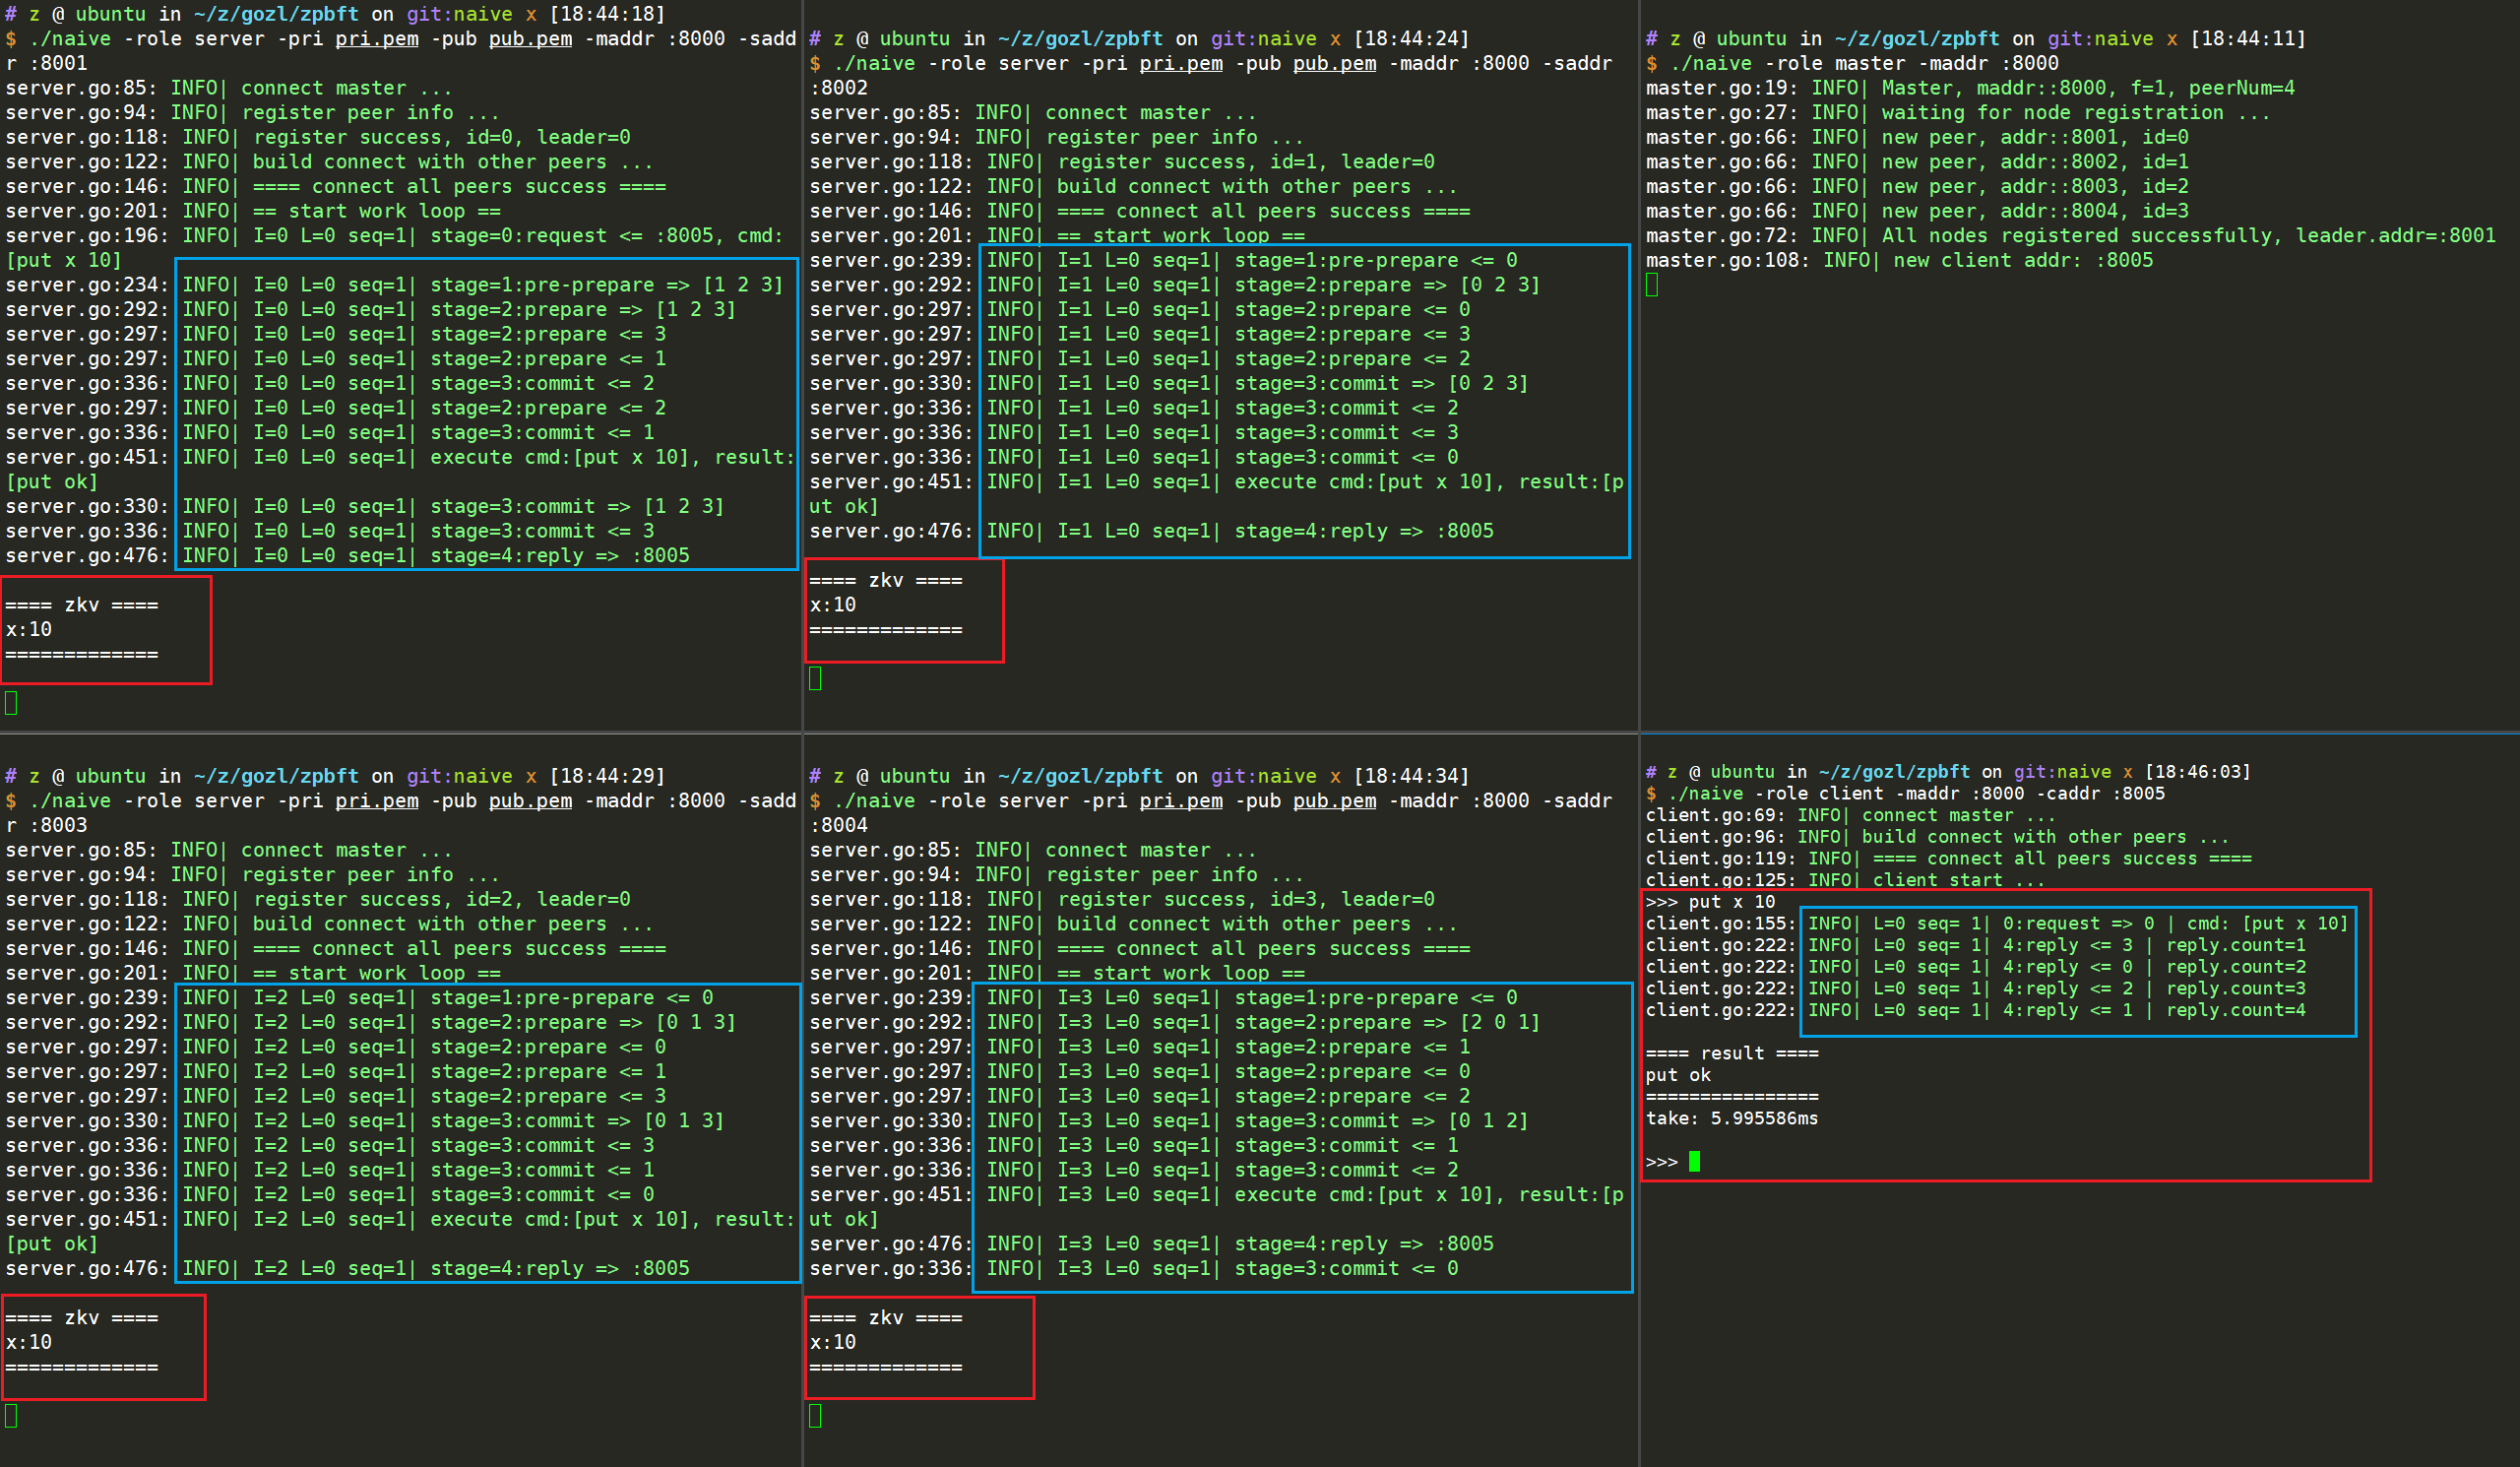 # z @ ubuntu in ~/z/gozl/zpbft on git:naive x [18:44:18]
$ ./naive -role server -pri pri.pem -pub pub.pem -maddr :8000 -sadd
r :8001
server.go:85: INFO| connect master ...
server.go:94: INFO| register peer info ...
server.go:118: INFO| register success, id=0, leader=0
server.go:122: INFO| build connect with other peers ...
server.go:146: INFO| ==== connect all peers success ====
server.go:201: INFO| == start work loop ==
server.go:196: INFO| I=0 L=0 seq=1| stage=0:request <= :8005, cmd:
[put x 10]
server.go:234: INFO| I=0 L=0 seq=1| stage=1:pre-prepare => [1 2 3]
server.go:292: INFO| I=0 L=0 seq=1| stage=2:prepare => [1 2 3]
server.go:297: INFO| I=0 L=0 seq=1| stage=2:prepare <= 3
server.go:297: INFO| I=0 L=0 seq=1| stage=2:prepare <= 1
server.go:336: INFO| I=0 L=0 seq=1| stage=3:commit <= 2
server.go:297: INFO| I=0 L=0 seq=1| stage=2:prepare <= 2
server.go:336: INFO| I=0 L=0 seq=1| stage=3:commit <= 1
server.go:451: INFO| I=0 L=0 seq=1| execute cmd:[put x 10], result:
[put ok]
server.go:330: INFO| I=0 L=0 seq=1| stage=3:commit => [1 2 3]
server.go:336: INFO| I=0 L=0 seq=1| stage=3:commit <= 3
server.go:476: INFO| I=0 L=0 seq=1| stage=4:reply => :8005
==== zkv ====
x:10
=============
# z @ ubuntu in ~/z/gozl/zpbft on git:naive x [18:44:24]
$ ./naive -role server -pri pri.pem -pub pub.pem -maddr :8000 -saddr
:8002
server.go:85: INFO| connect master ...
server.go:94: INFO| register peer info ...
server.go:118: INFO| register success, id=1, leader=0
server.go:122: INFO| build connect with other peers ...
server.go:146: INFO| ==== connect all peers success ====
server.go:201: INFO| == start work loop ==
server.go:239: INFO| I=1 L=0 seq=1| stage=1:pre-prepare <= 0
server.go:292: INFO| I=1 L=0 seq=1| stage=2:prepare => [0 2 3]
server.go:297: INFO| I=1 L=0 seq=1| stage=2:prepare <= 0
server.go:297: INFO| I=1 L=0 seq=1| stage=2:prepare <= 3
server.go:297: INFO| I=1 L=0 seq=1| stage=2:prepare <= 2
server.go:330: INFO| I=1 L=0 seq=1| stage=3:commit => [0 2 3]
server.go:336: INFO| I=1 L=0 seq=1| stage=3:commit <= 2
server.go:336: INFO| I=1 L=0 seq=1| stage=3:commit <= 3
server.go:336: INFO| I=1 L=0 seq=1| stage=3:commit <= 0
server.go:451: INFO| I=1 L=0 seq=1| execute cmd:[put x 10], result:[p
ut ok]
server.go:476: INFO| I=1 L=0 seq=1| stage=4:reply => :8005
==== zkv ====
x:10
=============
# z @ ubuntu in ~/z/gozl/zpbft on git:naive x [18:44:11]
$ ./naive -role master -maddr :8000
master.go:19: INFO| Master, maddr::8000, f=1, peerNum=4
master.go:27: INFO| waiting for node registration ...
master.go:66: INFO| new peer, addr::8001, id=0
master.go:66: INFO| new peer, addr::8002, id=1
master.go:66: INFO| new peer, addr::8003, id=2
master.go:66: INFO| new peer, addr::8004, id=3
master.go:72: INFO| All nodes registered successfully, leader.addr=:8001
master.go:108: INFO| new client addr: :8005
# z @ ubuntu in ~/z/gozl/zpbft on git:naive x [18:44:29]
$ ./naive -role server -pri pri.pem -pub pub.pem -maddr :8000 -sadd
r :8003
server.go:85: INFO| connect master ...
server.go:94: INFO| register peer info ...
server.go:118: INFO| register success, id=2, leader=0
server.go:122: INFO| build connect with other peers ...
server.go:146: INFO| ==== connect all peers success ====
server.go:201: INFO| == start work loop ==
server.go:239: INFO| I=2 L=0 seq=1| stage=1:pre-prepare <= 0
server.go:292: INFO| I=2 L=0 seq=1| stage=2:prepare => [0 1 3]
server.go:297: INFO| I=2 L=0 seq=1| stage=2:prepare <= 0
server.go:297: INFO| I=2 L=0 seq=1| stage=2:prepare <= 1
server.go:297: INFO| I=2 L=0 seq=1| stage=2:prepare <= 3
server.go:330: INFO| I=2 L=0 seq=1| stage=3:commit => [0 1 3]
server.go:336: INFO| I=2 L=0 seq=1| stage=3:commit <= 3
server.go:336: INFO| I=2 L=0 seq=1| stage=3:commit <= 1
server.go:336: INFO| I=2 L=0 seq=1| stage=3:commit <= 0
server.go:451: INFO| I=2 L=0 seq=1| execute cmd:[put x 10], result:
[put ok]
server.go:476: INFO| I=2 L=0 seq=1| stage=4:reply => :8005
==== zkv ====
x:10
=============
# z @ ubuntu in ~/z/gozl/zpbft on git:naive x [18:44:34]
$ ./naive -role server -pri pri.pem -pub pub.pem -maddr :8000 -saddr
:8004
server.go:85: INFO| connect master ...
server.go:94: INFO| register peer info ...
server.go:118: INFO| register success, id=3, leader=0
server.go:122: INFO| build connect with other peers ...
server.go:146: INFO| ==== connect all peers success ====
server.go:201: INFO| == start work loop ==
server.go:239: INFO| I=3 L=0 seq=1| stage=1:pre-prepare <= 0
server.go:292: INFO| I=3 L=0 seq=1| stage=2:prepare => [2 0 1]
server.go:297: INFO| I=3 L=0 seq=1| stage=2:prepare <= 1
server.go:297: INFO| I=3 L=0 seq=1| stage=2:prepare <= 0
server.go:297: INFO| I=3 L=0 seq=1| stage=2:prepare <= 2
server.go:330: INFO| I=3 L=0 seq=1| stage=3:commit => [0 1 2]
server.go:336: INFO| I=3 L=0 seq=1| stage=3:commit <= 1
server.go:336: INFO| I=3 L=0 seq=1| stage=3:commit <= 2
server.go:451: INFO| I=3 L=0 seq=1| execute cmd:[put x 10], result:[p
ut ok]
server.go:476: INFO| I=3 L=0 seq=1| stage=4:reply => :8005
server.go:336: INFO| I=3 L=0 seq=1| stage=3:commit <= 0
==== zkv ====
x:10
=============
# z @ ubuntu in ~/z/gozl/zpbft on git:naive x [18:46:03]
$ ./naive -role client -maddr :8000 -caddr :8005
client.go:69: INFO| connect master ...
client.go:96: INFO| build connect with other peers ...
client.go:119: INFO| ==== connect all peers success ====
client.go:125: INFO| client start ...
>>> put x 10
client.go:155: INFO| L=0 seq= 1| 0:request => 0 | cmd: [put x 10]
client.go:222: INFO| L=0 seq= 1| 4:reply <= 3 | reply.count=1
client.go:222: INFO| L=0 seq= 1| 4:reply <= 0 | reply.count=2
client.go:222: INFO| L=0 seq= 1| 4:reply <= 2 | reply.count=3
client.go:222: INFO| L=0 seq= 1| 4:reply <= 1 | reply.count=4
==== result ====
put ok
================
take: 5.995586ms
>>>